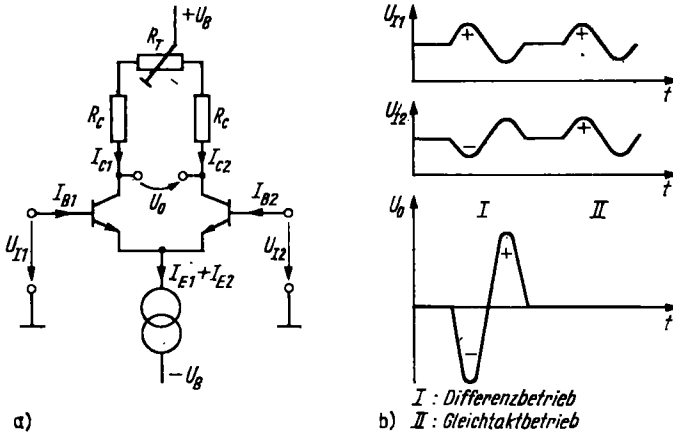 +U_B
R_T
R_C
R_C
I_C1
I_C2
U_0
I_B1
I_B2
U_I1
U_I2
I_E1 + I_E2
− U_B
a)
U_I1
+
+
t
U_I2
−
+
t
U_0
I
II
+
−
t
I : Differenzbetrieb
b) II : Gleichtaktbetrieb